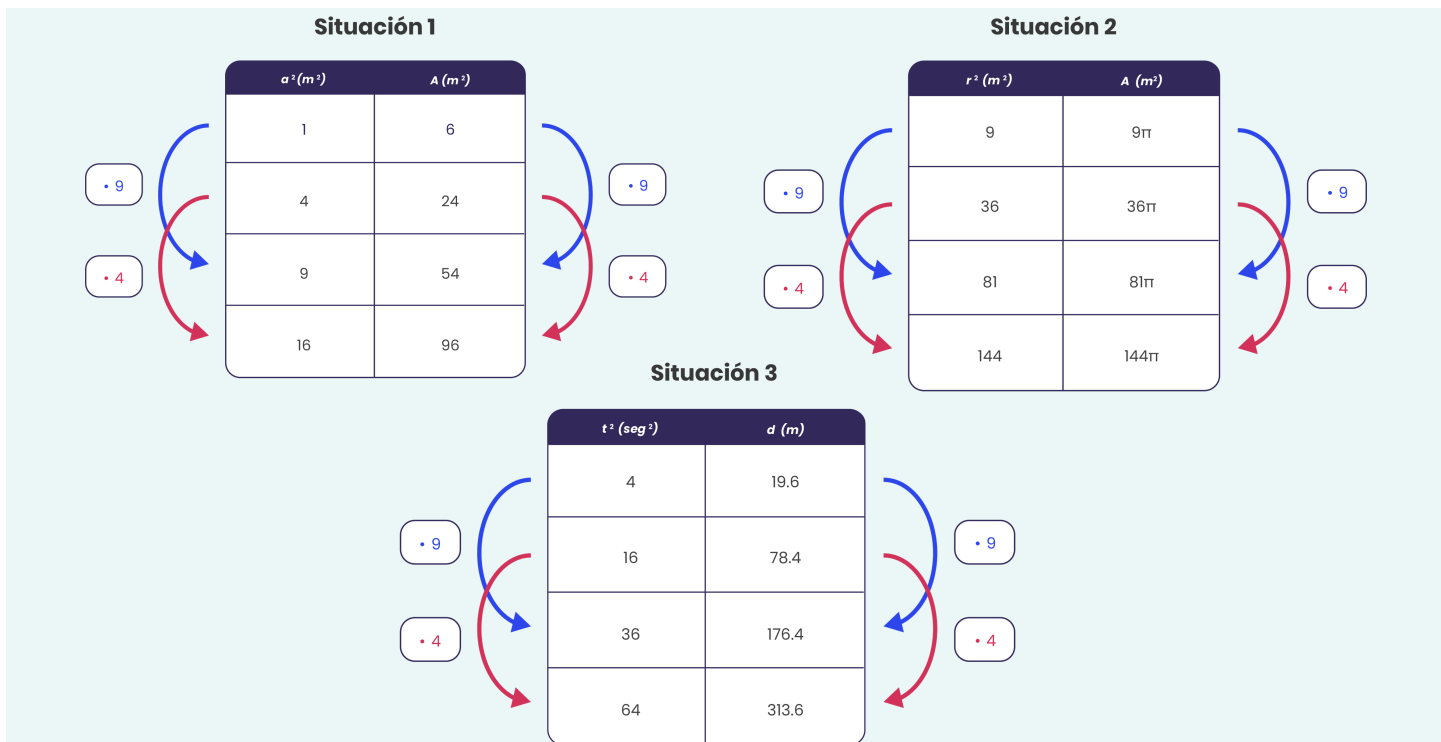 Situación 1
a² (m²) A (m²)
1 6
• 9 • 9
4 24
• 4 • 4
9 54
16 96
Situación 2
r² (m²) A (m²)
9 9π
• 9 • 9
36 36π
• 4 • 4
81 81π
144 144π
Situación 3
t² (seg²) d (m)
4 19.6
• 9 • 9
16 78.4
• 4 • 4
36 176.4
64 313.6